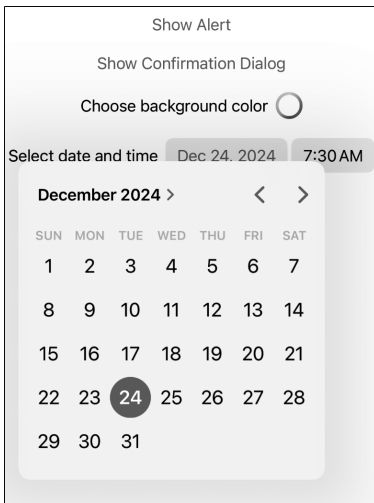 Show Alert
Show Confirmation Dialog
Choose background color
Select date and time Dec 24, 2024 7:30 AM
December 2024 >
SUN MON TUE WED THU FRI SAT
1 2 3 4 5 6 7
8 9 10 11 12 13 14
15 16 17 18 19 20 21
22 23 24 25 26 27 28
29 30 31